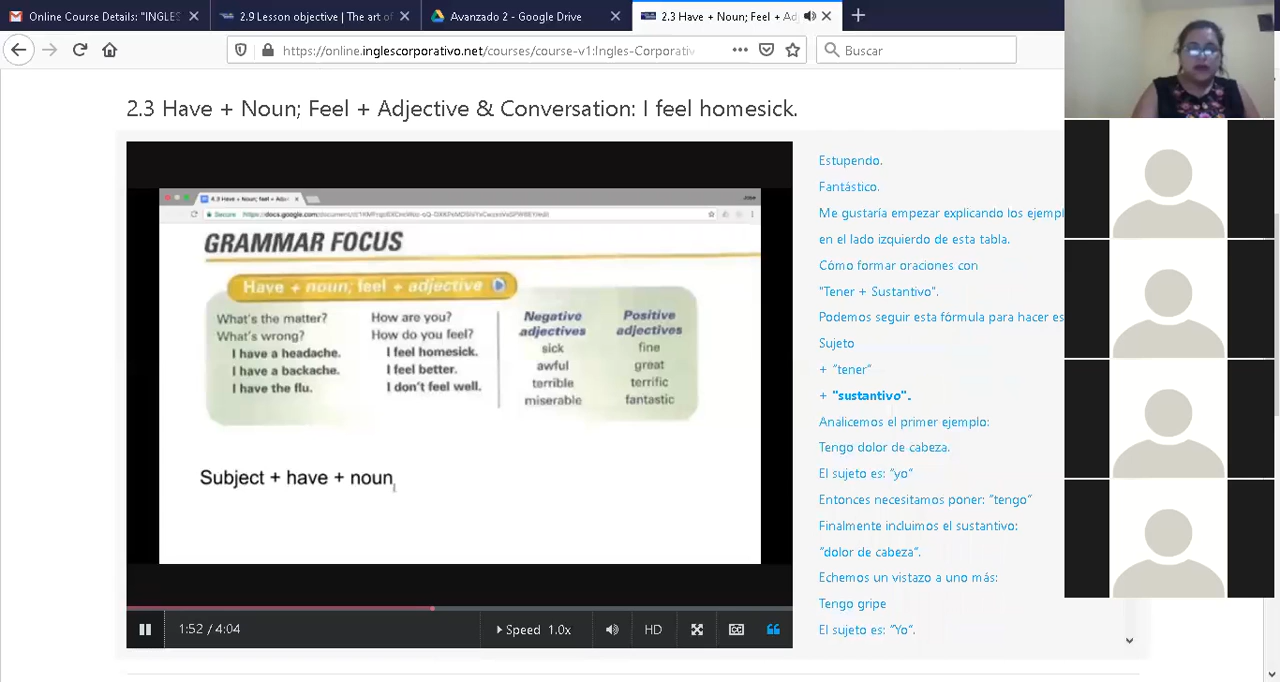 Online Course Details: "INGLES
2.9 Lesson objective | The art of
Avanzado 2 - Google Drive
2.3 Have + Noun; Feel + Ad
https://online.inglescorporativo.net/courses/course-v1:Ingles-Corporativ
Buscar
2.3 Have + Noun; Feel + Adjective & Conversation: I feel homesick.
2.3 Have + Noun; feel + Adj
Secure
GRAMMAR FOCUS
Have + noun; feel + adjective
What's the matter?
What's wrong?
I have a headache.
I have a backache.
I have the flu.
How are you?
How do you feel?
I feel homesick.
I feel better.
I don't feel well.
Negative
adjectives
sick
awful
terrible
miserable
Positive
adjectives
fine
great
terrific
fantastic
Subject + have + noun
1:52 / 4:04
Speed 1.0x
HD
Estupendo.
Fantástico.
Me gustaría empezar explicando los ejempl
en el lado izquierdo de esta tabla.
Cómo formar oraciones con
"Tener + Sustantivo".
Podemos seguir esta fórmula para hacer es
Sujeto
+ "tener"
+ "sustantivo".
Analicemos el primer ejemplo:
Tengo dolor de cabeza.
El sujeto es: "yo"
Entonces necesitamos poner: "tengo"
Finalmente incluimos el sustantivo:
"dolor de cabeza".
Echemos un vistazo a uno más:
Tengo gripe
El sujeto es: "Yo".